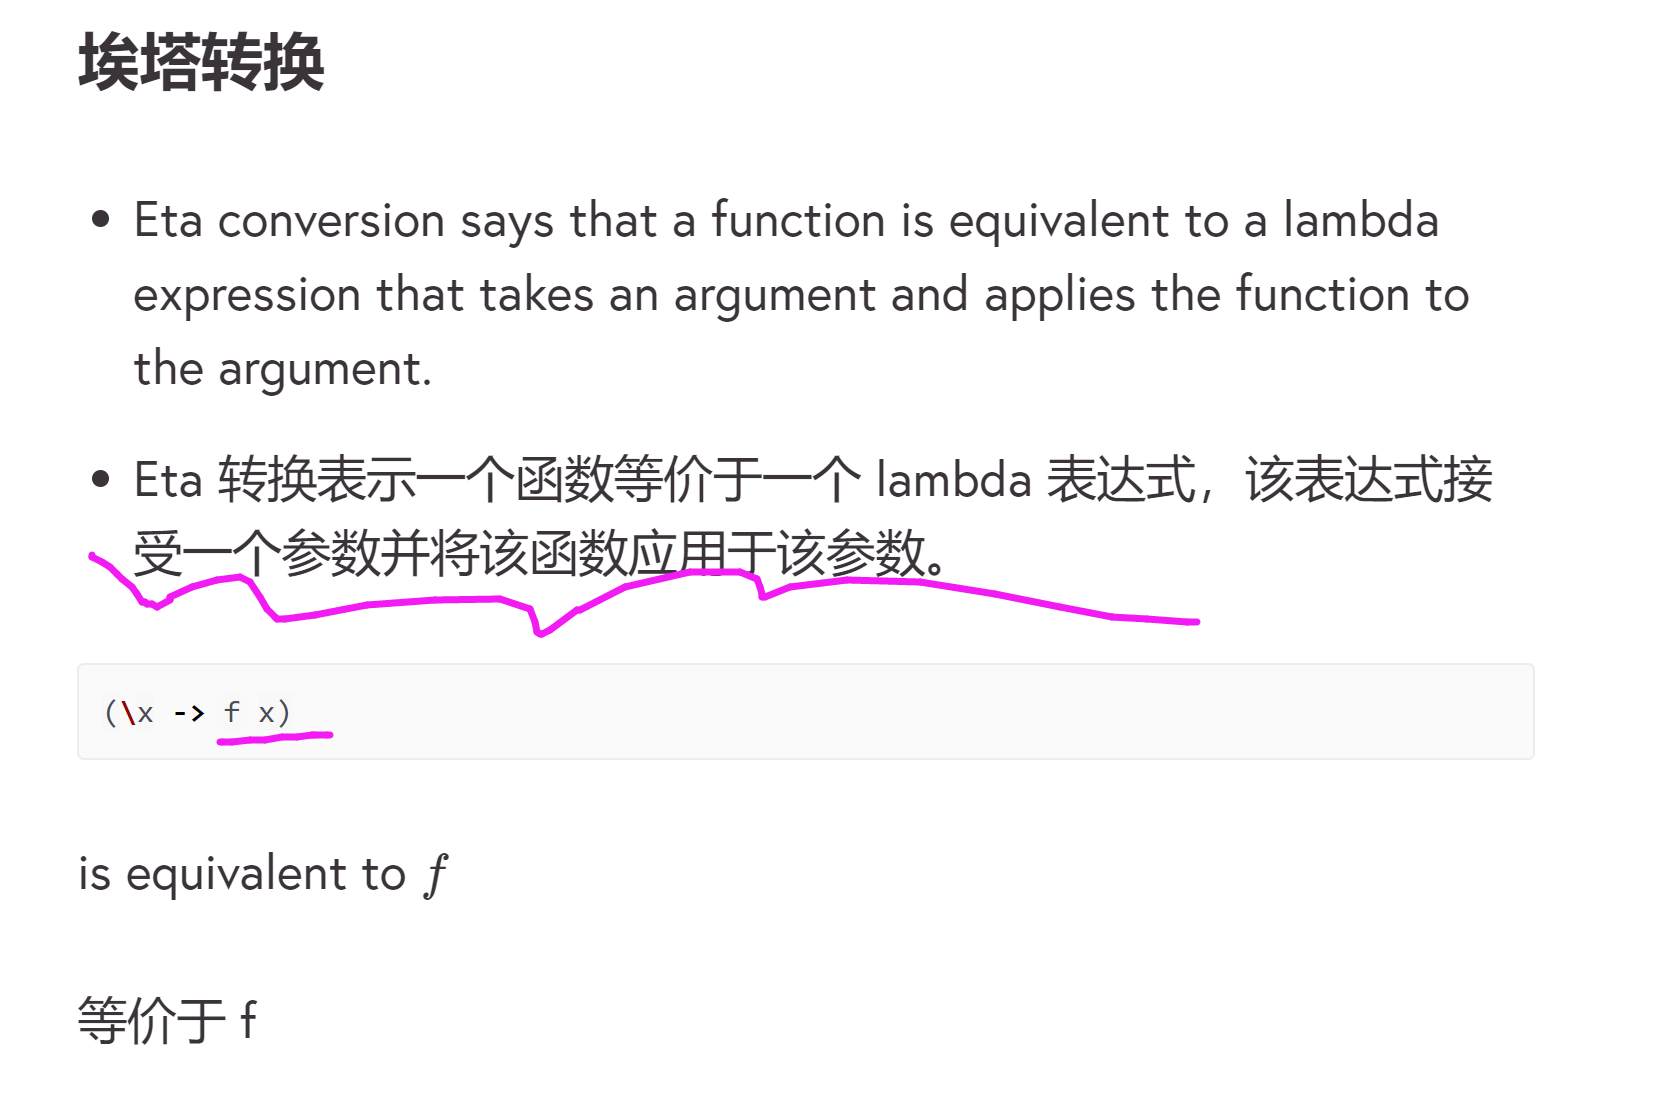 埃塔转换
Eta conversion says that a function is equivalent to a lambda
expression that takes an argument and applies the function to
the argument.
Eta 转换表示一个函数等价于一个 lambda 表达式，该表达式接
受一个参数并将该函数应用于该参数。
(\x -> f x)
is equivalent to f
等价于 f